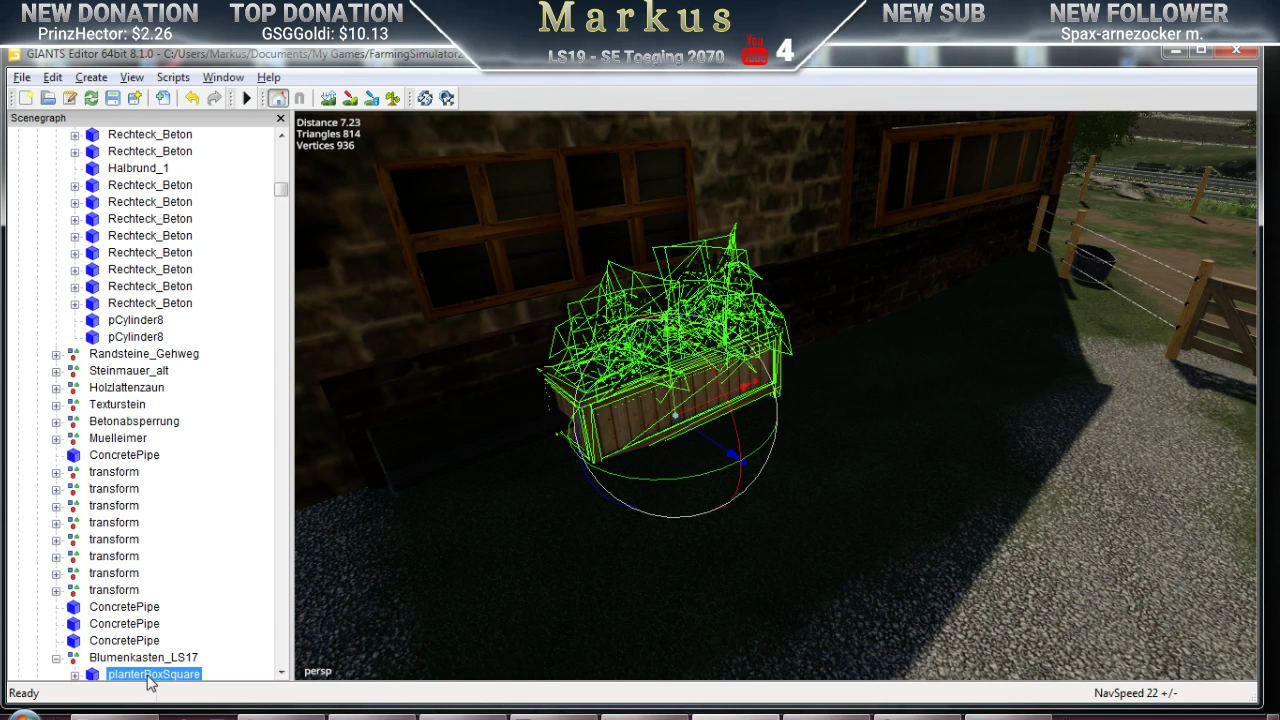 NEW DONATION
PrinzHector: $2.26
TOP DONATION
GSGGoldi: $10.13
Markus
LS19 - SE Toeging 2070
You
Tube
4
NEW SUB
NEW FOLLOWER
Spax-arnezocker m.
GIANTS Editor 64bit 8.1.0 - C:/Users/Markus/Documents/My Games/FarmingSimulator2
File Edit Create View Scripts Window Help
Scenegraph
Distance 7.23
Triangles 814
Vertices 936
Rechteck_Beton
Rechteck_Beton
Halbrund_1
Rechteck_Beton
Rechteck_Beton
Rechteck_Beton
Rechteck_Beton
Rechteck_Beton
Rechteck_Beton
Rechteck_Beton
Rechteck_Beton
pCylinder8
pCylinder8
Randsteine_Gehweg
Steinmauer_alt
Holzlattenzaun
Texturstein
Betonabsperrung
Muelleimer
ConcretePipe
transform
transform
transform
transform
transform
transform
transform
transform
ConcretePipe
ConcretePipe
ConcretePipe
Blumenkasten_LS17
planterBoxSquare
persp
Ready
NavSpeed 22 +/-